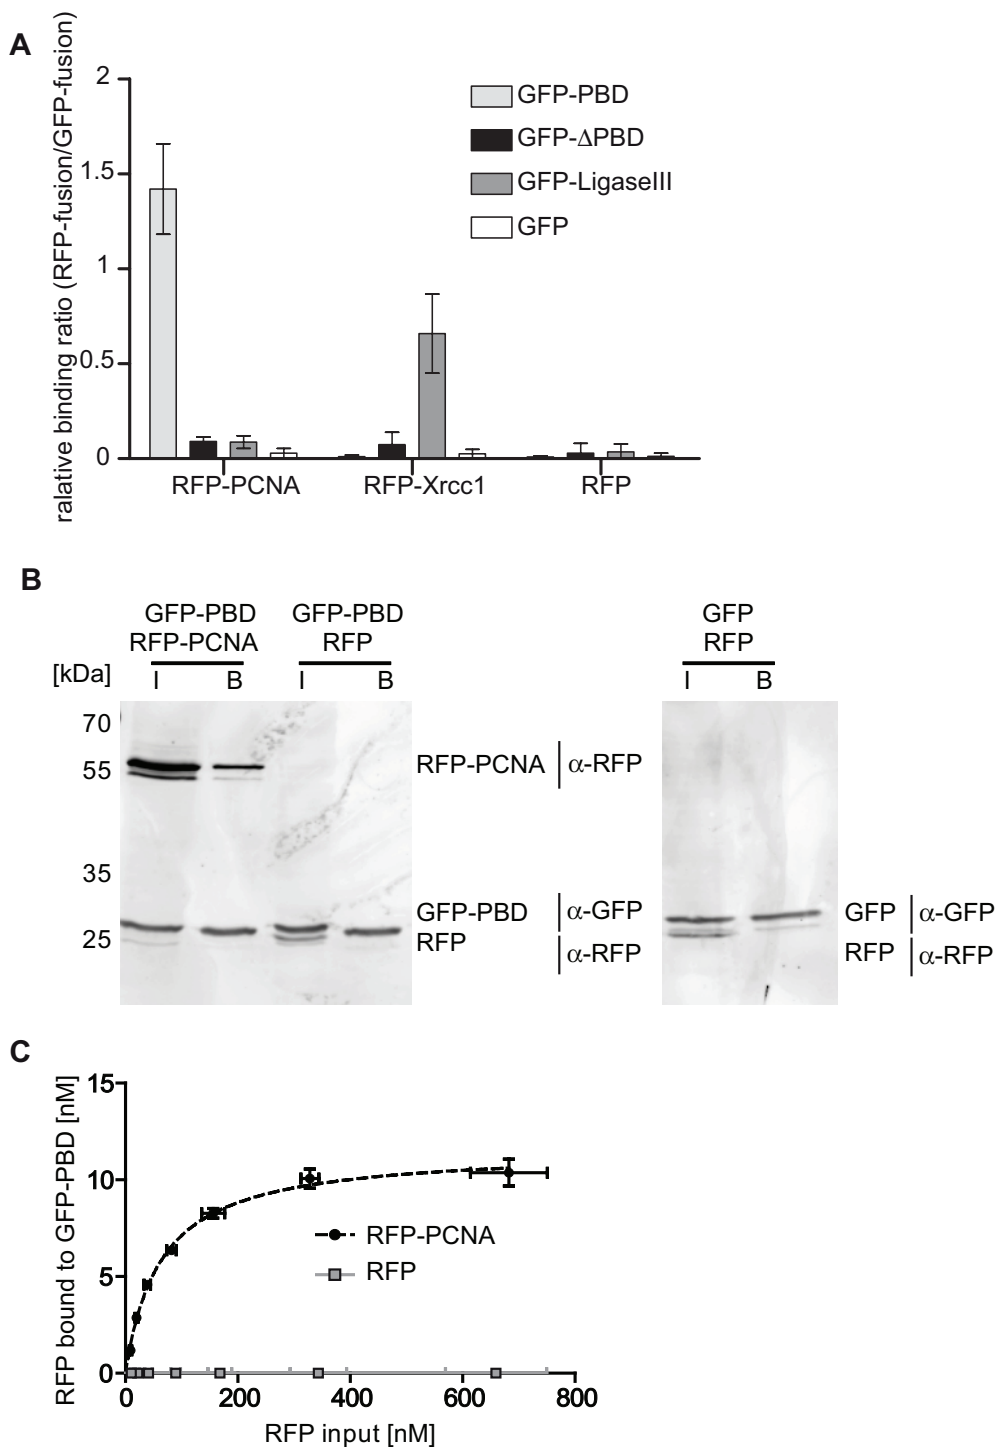 A
ralative binding ratio (RFP-fusion/GFP-fusion)
2
1.5
1
0.5
0
GFP-PBD
GFP-ΔPBD
GFP-LigaseIII
GFP
RFP-PCNA
RFP-Xrcc1
RFP
B
GFP-PBD
RFP-PCNA
GFP-PBD
RFP
GFP
RFP
[kDa]
I
B
I
B
I
B
70
55
35
25
RFP-PCNA
α-RFP
GFP-PBD
α-GFP
RFP
α-RFP
GFP
α-GFP
RFP
α-RFP
C
RFP bound to GFP-PBD [nM]
15
10
5
0
RFP-PCNA
RFP
0
200
400
600
800
RFP input [nM]